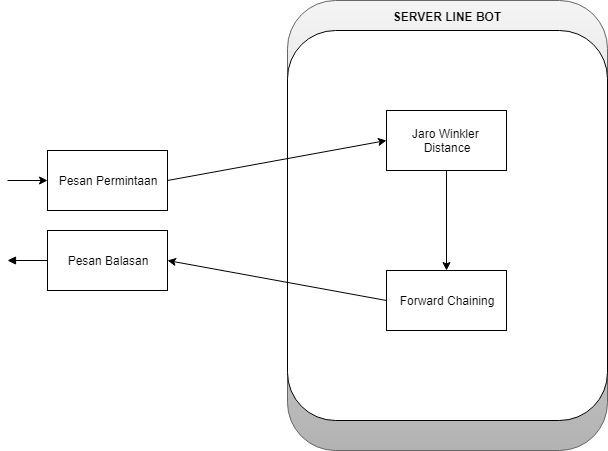 SERVER LINE BOT
Jaro Winkler
Distance
Pesan Permintaan
Pesan Balasan
Forward Chaining